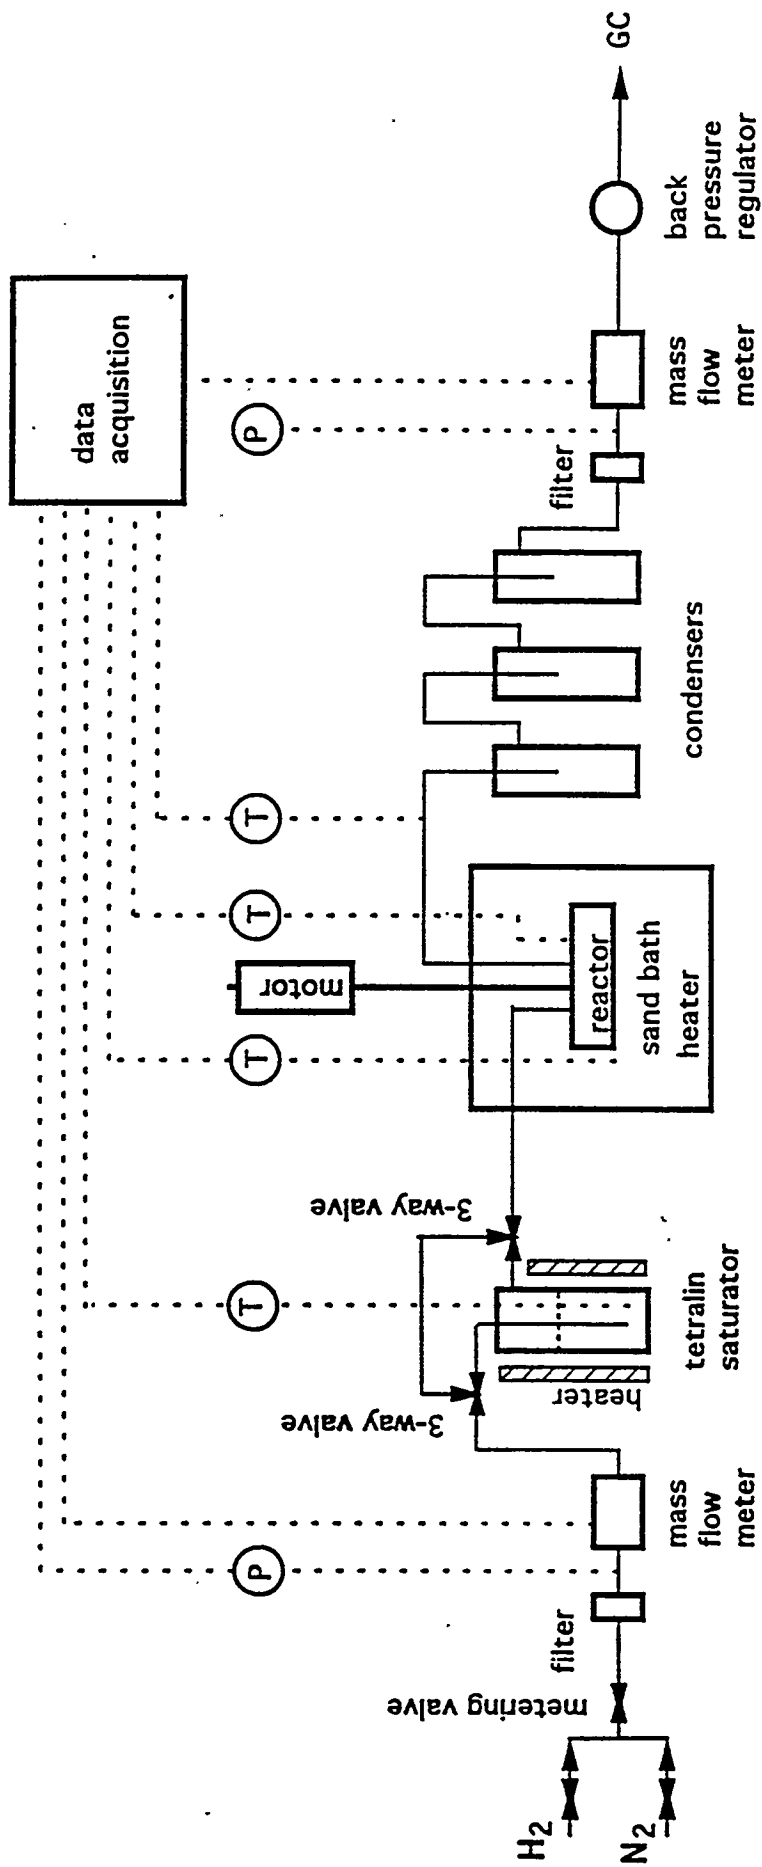 data
acquisition
P
T
T
T
T
P
motor
3-way valve
3-way valve
H2
N2
metering valve
filter
mass
flow
meter
heater
tetralin
saturator
reactor
sand bath
heater
condensers
filter
mass
flow
meter
back
pressure
regulator
GC